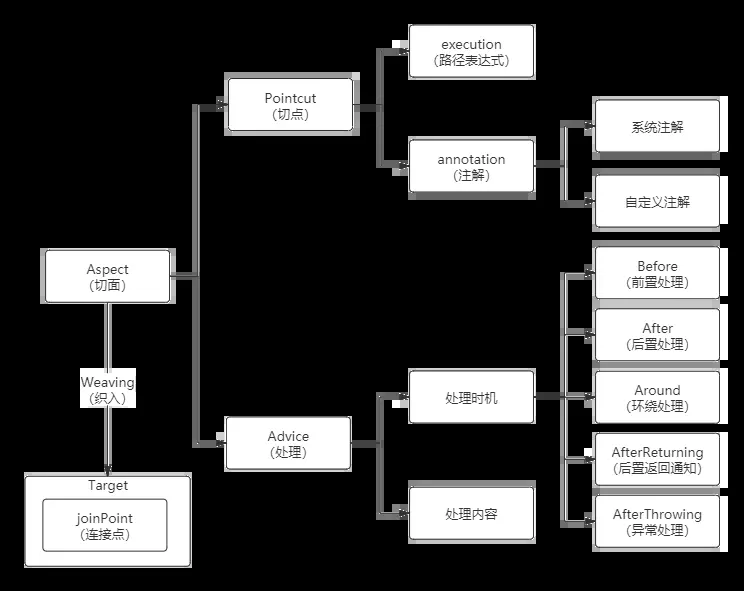 execution
（路径表达式）
Pointcut
（切点）
annotation
（注解）
系统注解
自定义注解
Aspect
（切面）
Weaving
（织入）
Target
joinPoint
（连接点）
Advice
（处理）
处理时机
处理内容
Before
（前置处理）
After
（后置处理）
Around
（环绕处理）
AfterReturning
（后置返回通知）
AfterThrowing
（异常处理）